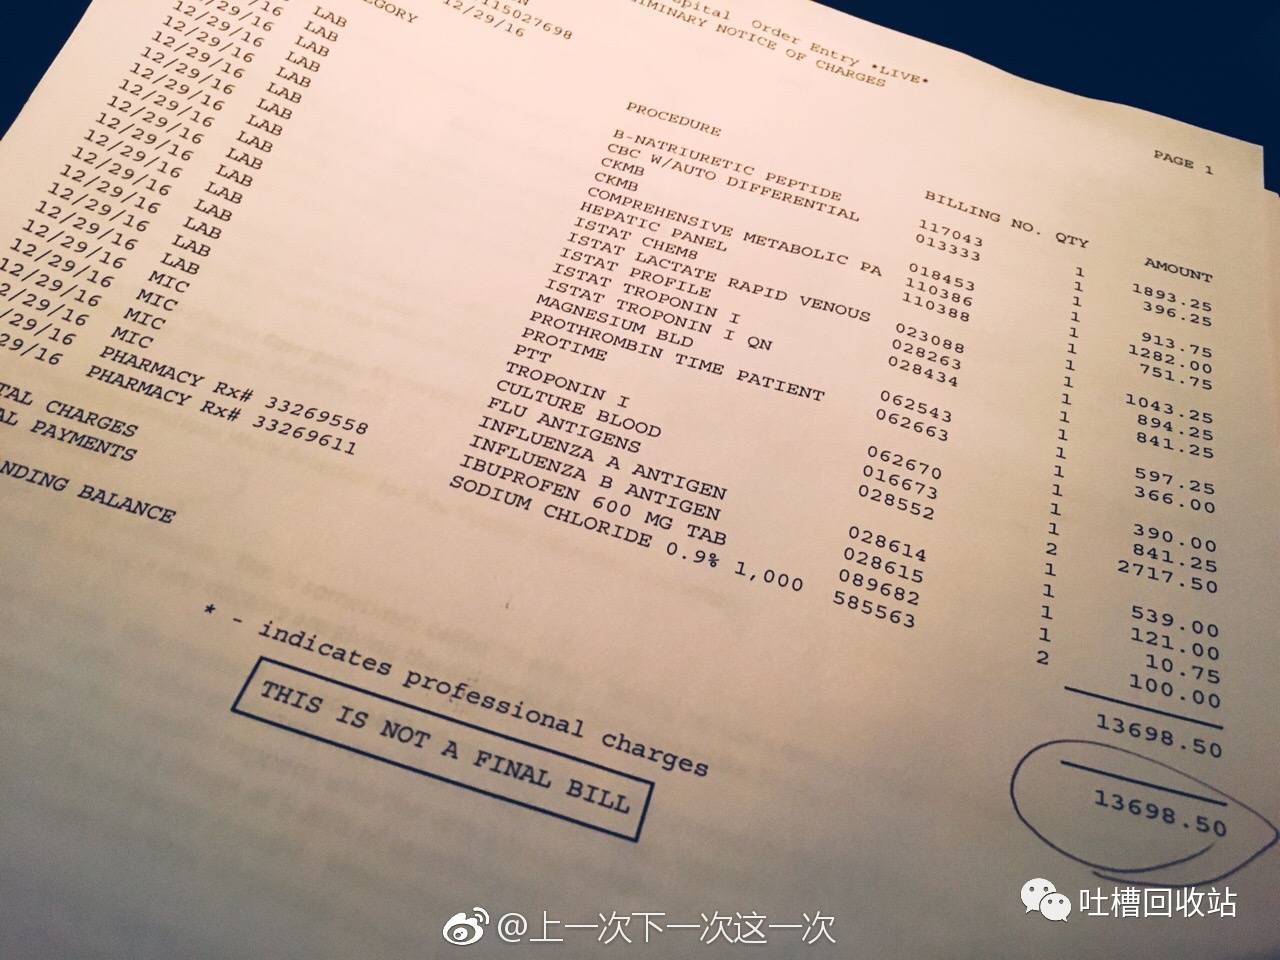 spital Order Entry *LIVE*
IMINARY NOTICE OF CHARGES
115027698
12/29/16
PAGE 1
EGORY PROCEDURE BILLING NO. QTY AMOUNT
LAB B-NATRIURETIC PEPTIDE 117043 1 1893.25
LAB CBC W/AUTO DIFFERENTIAL 013333 1 396.25
12/29/16 LAB CKMB
12/29/16 LAB CKMB 018453 1 913.75
12/29/16 LAB COMPREHENSIVE METABOLIC PA 110386 1 1282.00
12/29/16 LAB HEPATIC PANEL 110388 1 751.75
12/29/16 LAB ISTAT CHEM8
12/29/16 LAB ISTAT LACTATE RAPID VENOUS 023088 1 1043.25
12/29/16 LAB ISTAT PROFILE 028263 1 894.25
12/29/16 LAB ISTAT TROPONIN I 028434 1 841.25
12/29/16 LAB ISTAT TROPONIN I QN
12/29/16 LAB MAGNESIUM BLD 062543 1 597.25
12/29/16 LAB PROTHROMBIN TIME PATIENT 062663 1 366.00
12/29/16 LAB PROTIME
12/29/16 LAB PTT 062670 1 390.00
12/29/16 LAB TROPONIN I 016673 1 841.25
12/29/16 MIC CULTURE BLOOD 028552 2 2717.50
12/29/16 MIC FLU ANTIGENS
12/29/16 MIC INFLUENZA A ANTIGEN 028614 1 539.00
2/29/16 MIC INFLUENZA B ANTIGEN 028615 1 121.00
/29/16 PHARMACY Rx# 33269558 IBUPROFEN 600 MG TAB 089682 1 10.75
29/16 PHARMACY Rx# 33269611 SODIUM CHLORIDE 0.9% 1,000 585563 2 100.00
TAL CHARGES 13698.50
AL PAYMENTS
NDING BALANCE 13698.50
* - indicates professional charges
THIS IS NOT A FINAL BILL
吐槽回收站
@上一次下一次这一次